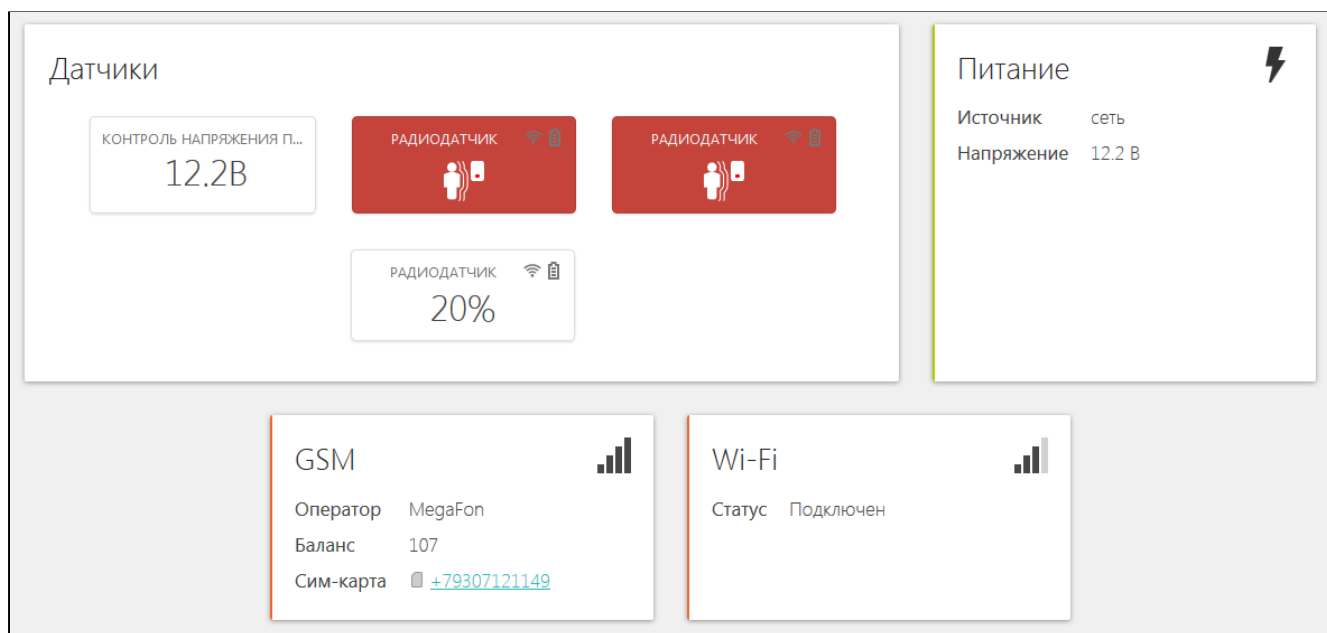 Датчики
КОНТРОЛЬ НАПРЯЖЕНИЯ П...
12.2В
РАДИОДАТЧИК
РАДИОДАТЧИК
РАДИОДАТЧИК
20%
Питание
Источник сеть
Напряжение 12.2 В
GSM
Оператор MegaFon
Баланс 107
Сим-карта +79307121149
Wi-Fi
Статус Подключен